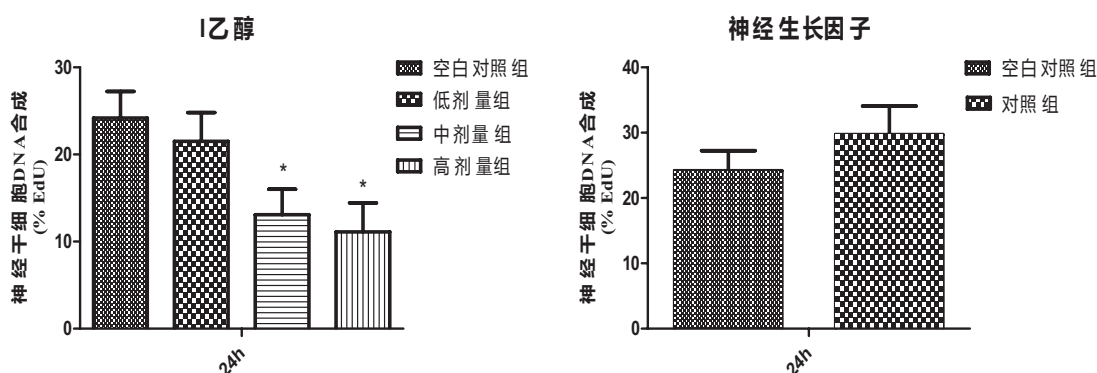 I乙醇
神经干细胞DNA合成
(% EdU)
30
20
10
0
*
*
24h
空白对照组
低剂量组
中剂量组
高剂量组
神经生长因子
神经干细胞DNA合成
(% EdU)
40
30
20
10
0
24h
空白对照组
对照组